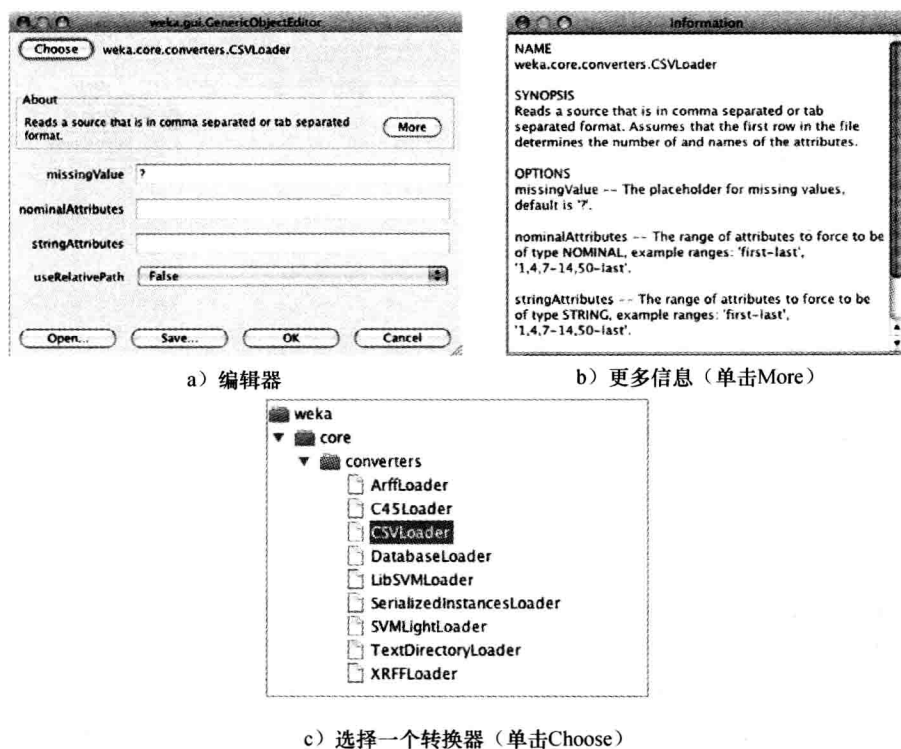 weka.gui.GenericObjectEditor
Choose weka.core.converters.CSVLoader
About
Reads a source that is in comma separated or tab separated
format.
More
missingValue ?
nominalAttributes
stringAttributes
useRelativePath False
Open... Save... OK Cancel
a）编辑器
Information
NAME
weka.core.converters.CSVLoader
SYNOPSIS
Reads a source that is in comma separated or tab
separated format. Assumes that the first row in the file
determines the number of and names of the attributes.
OPTIONS
missingValue -- The placeholder for missing values,
default is '?'.
nominalAttributes -- The range of attributes to force to be
of type NOMINAL, example ranges: 'first-last',
'1,4,7-14,50-last'.
stringAttributes -- The range of attributes to force to be
of type STRING, example ranges: 'first-last',
'1,4,7-14,50-last'.
b）更多信息（单击More）
weka
core
converters
ArffLoader
C45Loader
CSVLoader
DatabaseLoader
LibSVMLoader
SerializedInstancesLoader
SVMLightLoader
TextDirectoryLoader
XRFFLoader
c）选择一个转换器（单击Choose）